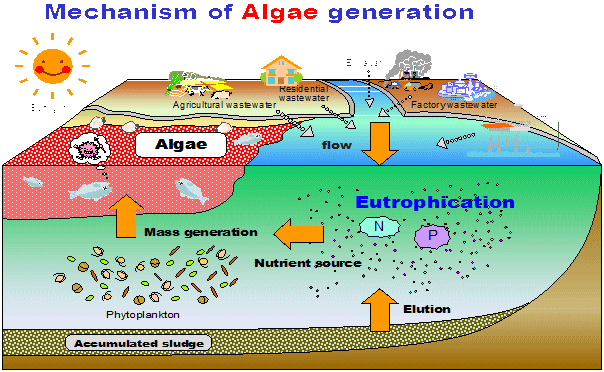 Mechanism of Algae generation
Residential
wastewater
Agricultural wastewater
Factory wastewater
Algae
flow
Eutrophication
N
P
Mass generation
Nutrient source
Phytoplankton
Elution
Accumulated sludge